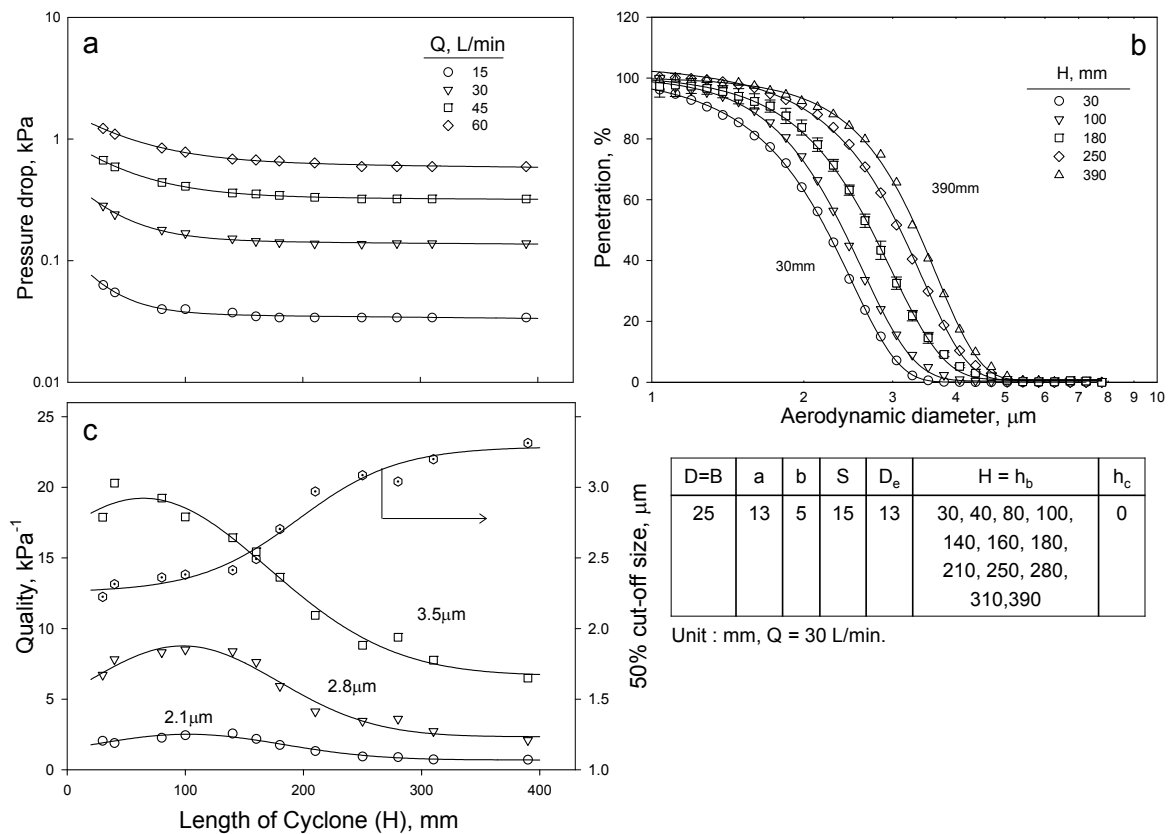 a
Q, L/min
15
30
45
60
10
1
0.1
0.01
Pressure drop, kPa
b
H, mm
30
100
180
250
390
390mm
30mm
120
100
80
60
40
20
0
Penetration, %
1 2 3 4 5 6 7 8 9 10
Aerodynamic diameter, μm
c
3.5μm
2.8μm
2.1μm
25
20
15
10
5
0
Quality, kPa-1
3.0
2.5
2.0
1.5
1.0
50% cut-off size, μm
0 100 200 300 400
Length of Cyclone (H), mm
D=B a b S De H = hb hc
25 13 5 15 13 30, 40, 80, 100, 0
140, 160, 180,
210, 250, 280,
310,390
Unit : mm, Q = 30 L/min.